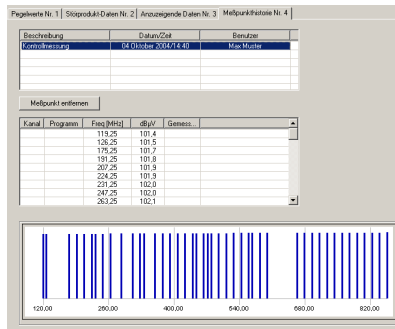 Pegelwerte Nr. 1 Störprodukt-Daten Nr. 2 Anzuzeigende Daten Nr. 3 Meßpunkthistorie Nr. 4
Beschreibung Datum/Zeit Benutzer
Kontrollmessung 04 Oktober 2004/14:40 Max Muster
Meßpunkt entfernen
Kanal Programm Freq [MHz] dBµV Gemess...
119,25 101,4
126,25 101,5
175,25 101,7
191,25 101,8
207,25 101,9
224,25 101,9
231,25 102,0
247,25 102,0
263,25 102,1
120,00 260,00 400,00 540,00 680,00 820,00